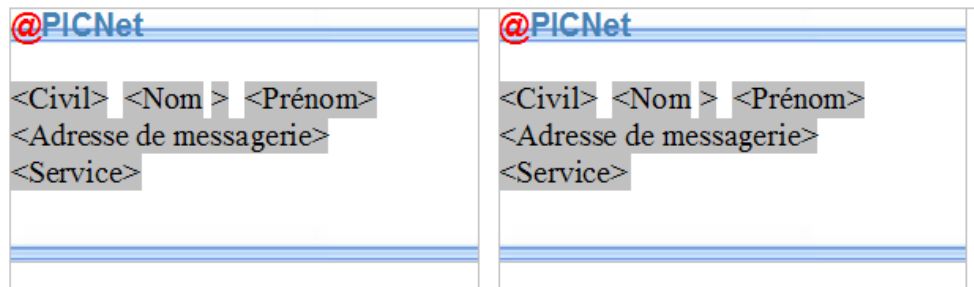 @PICNet
<Civil> <Nom > <Prénom>
<Adresse de messagerie>
<Service>
@PICNet
<Civil> <Nom > <Prénom>
<Adresse de messagerie>
<Service>